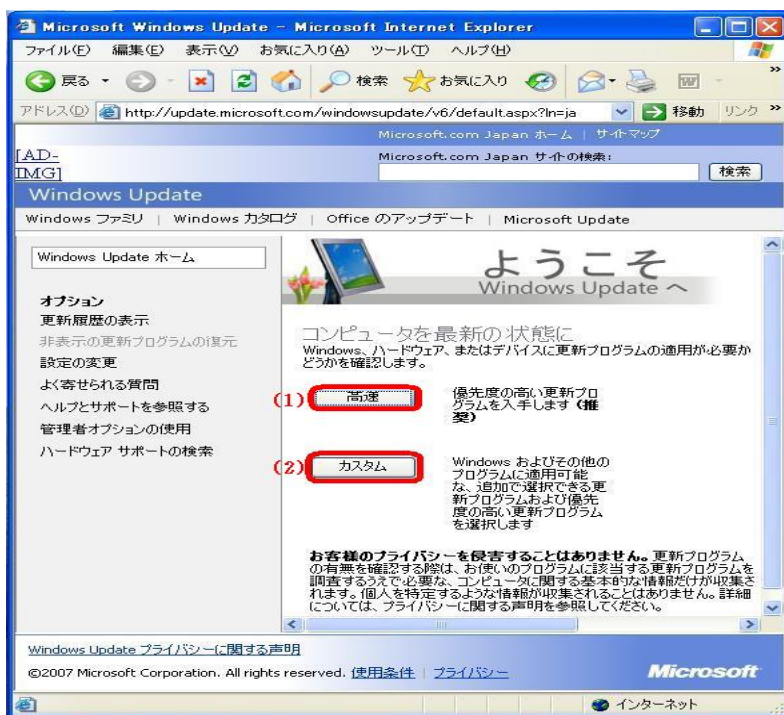 Microsoft Windows Update - Microsoft Internet Explorer
ファイル(F) 編集(E) 表示(V) お気に入り(A) ツール(T) ヘルプ(H)
戻る 検索 お気に入り
アドレス(D) http://update.microsoft.com/windowsupdate/v6/default.aspx?ln=ja 移動 リンク
Microsoft.com Japan ホーム | サイトマップ
[AD-
IMG]
Microsoft.com Japan サイトの検索:
検索
Windows Update
Windows ファミリ | Windows カタログ | Office のアップデート | Microsoft Update
Windows Update ホーム
オプション
更新履歴の表示
非表示の更新プログラムの復元
設定の変更
よく寄せられる質問
ヘルプとサポートを参照する
管理者オプションの使用
ハードウェア サポートの検索
ようこそ
Windows Update へ
コンピュータを最新の状態に
Windows、ハードウェア、またはデバイスに更新プログラムの適用が必要か
どうかを確認します。
(1) 高速
優先度の高い更新プロ
グラムを入手します (推
奨)
(2) カスタム
Windows およびその他の
プログラムに適用可能
な、追加で選択できる更
新プログラムおよび優先
度の高い更新プログラム
を選択します
お客様のプライバシーを侵害することはありません。更新プログラム
の有無を確認する際は、お使いのプログラムに該当する更新プログラムを
調査するうえで必要な、コンピュータに関する基本的な情報だけが収集さ
れます。個人を特定するような情報が収集されることはありません。詳細
については、プライバシーに関する声明を参照してください。
Windows Update プライバシーに関する声明
©2007 Microsoft Corporation. All rights reserved. 使用条件 | プライバシー
Microsoft
インターネット